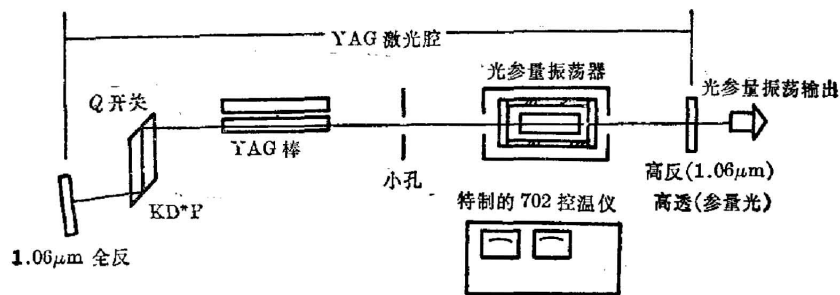 YAG 激光腔
Q 开关
光参量振荡器
光参量振荡输出
YAG 棒
小孔
高反(1.06μm)
高透(参量光)
KD*P
特制的 702 控温仪
1.06μm 全反